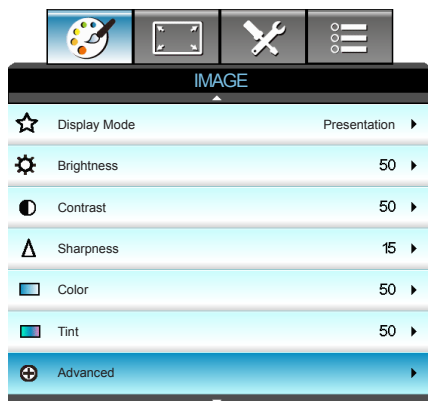 IMAGE
Display Mode Presentation
Brightness 50
Contrast 50
Sharpness 15
Color 50
Tint 50
Advanced